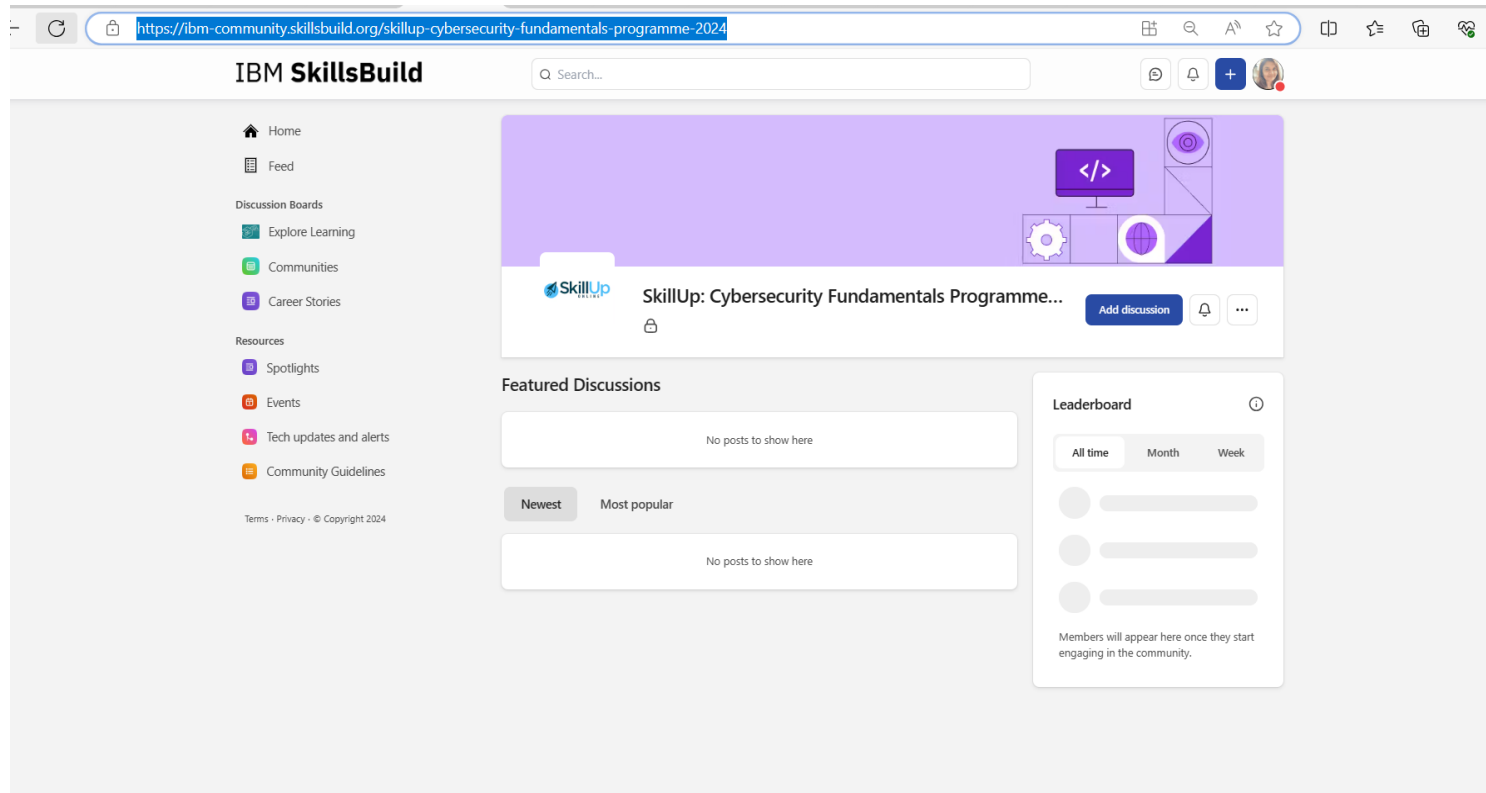 https://ibm-community.skillsbuild.org/skillup-cybersecurity-fundamentals-programme-2024
IBM SkillsBuild
Search...
Home
Feed
Discussion Boards
Explore Learning
Communities
Career Stories
Resources
Spotlights
Events
Tech updates and alerts
Community Guidelines
Terms · Privacy · © Copyright 2024
</>
SkillUp
ONLINE
SkillUp: Cybersecurity Fundamentals Programme...
Add discussion
Featured Discussions
No posts to show here
Newest Most popular
No posts to show here
Leaderboard
All time Month Week
Members will appear here once they start
engaging in the community.